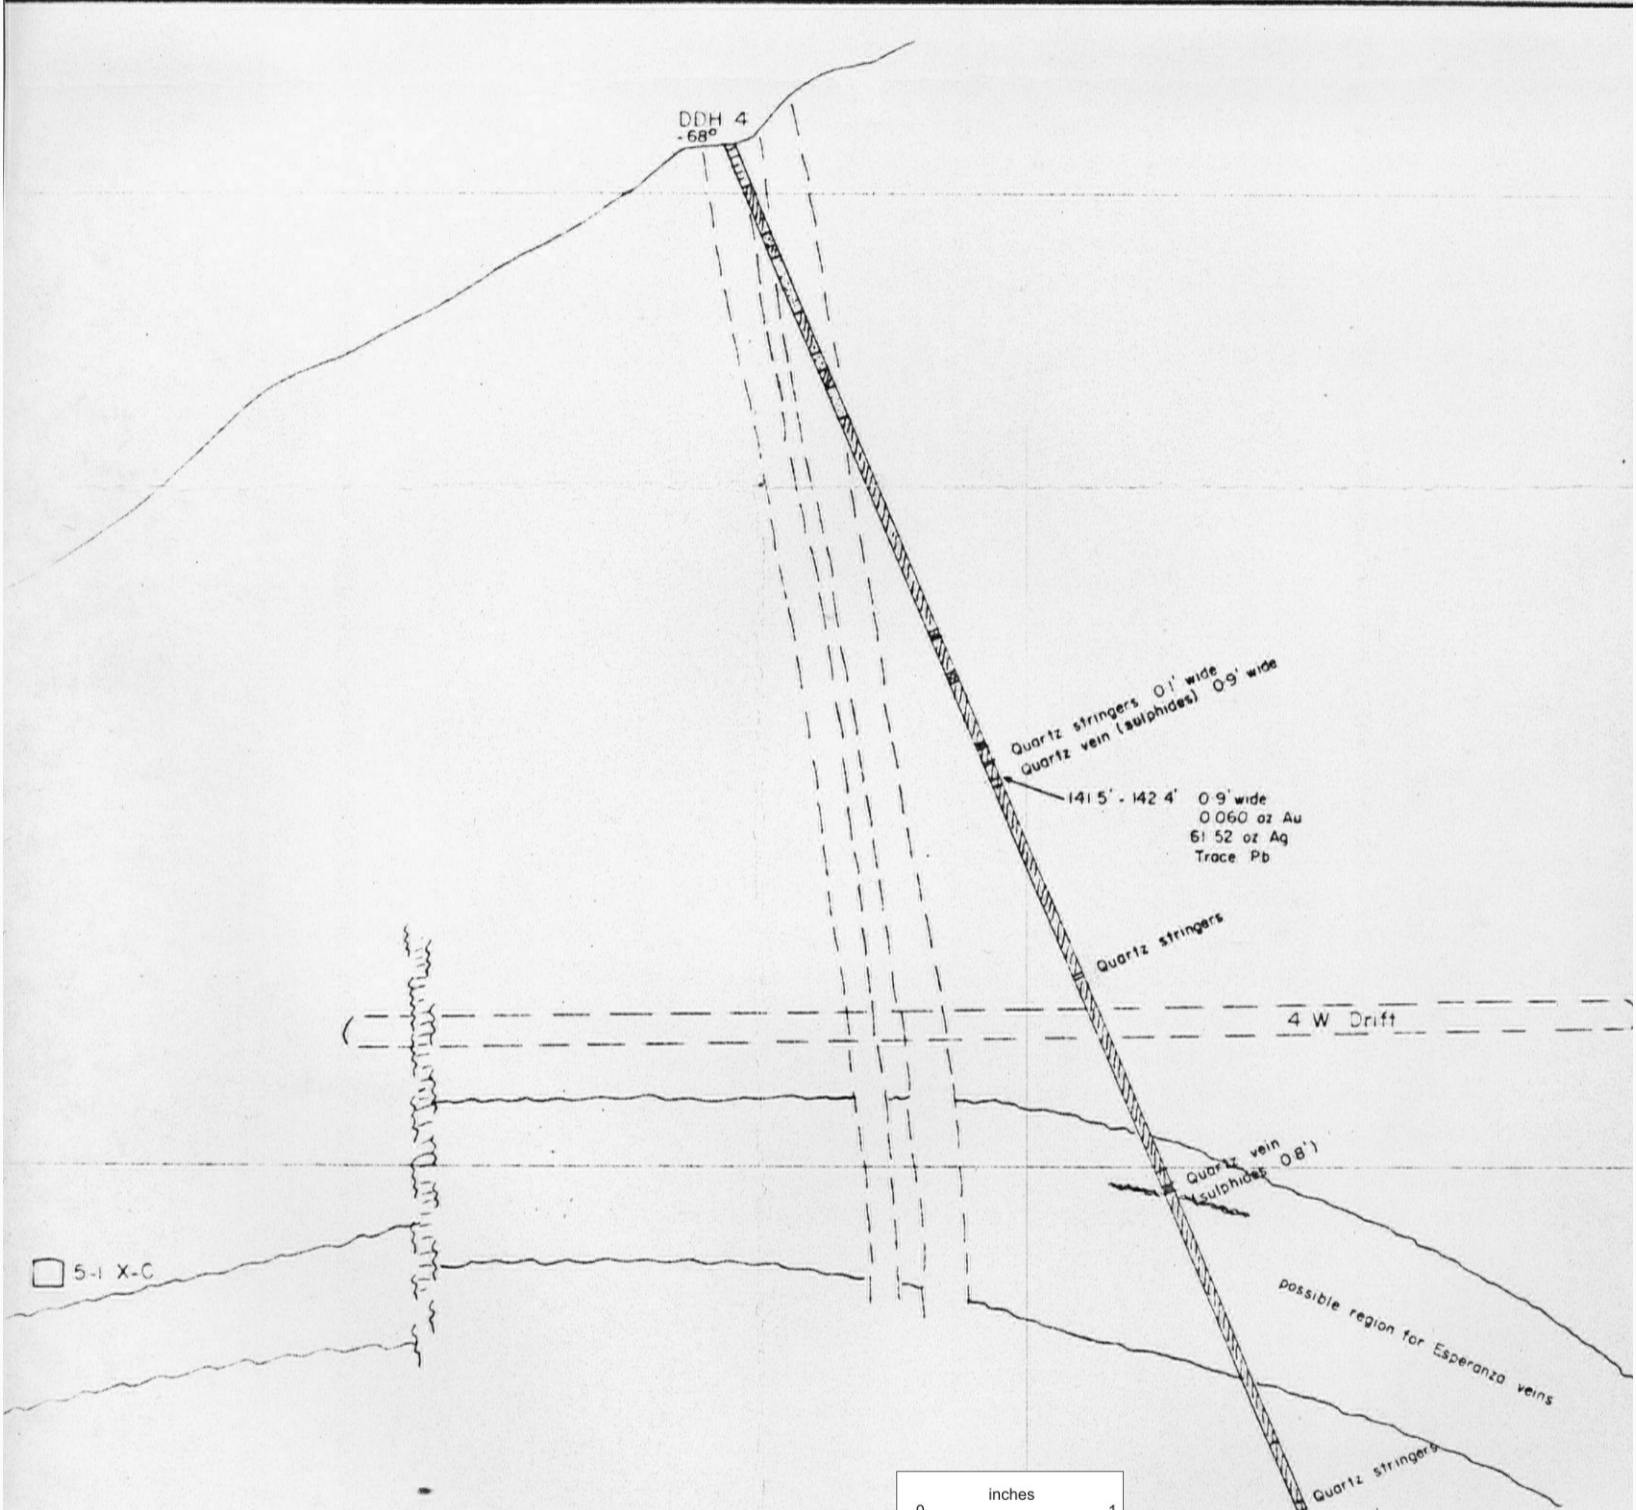 DDH 4
-68°
Quartz stringers 0.1' wide
Quartz vein (sulphides) 0.9' wide
141.5' - 142.4' 0.9' wide
0.060 oz Au
61.52 oz Ag
Trace Pb
Quartz stringers
4 W Drift
Quartz vein
(sulphides 0.8')
5-1 X-C
possible region for Esperanza veins
Quartz stringers
inches
0 1